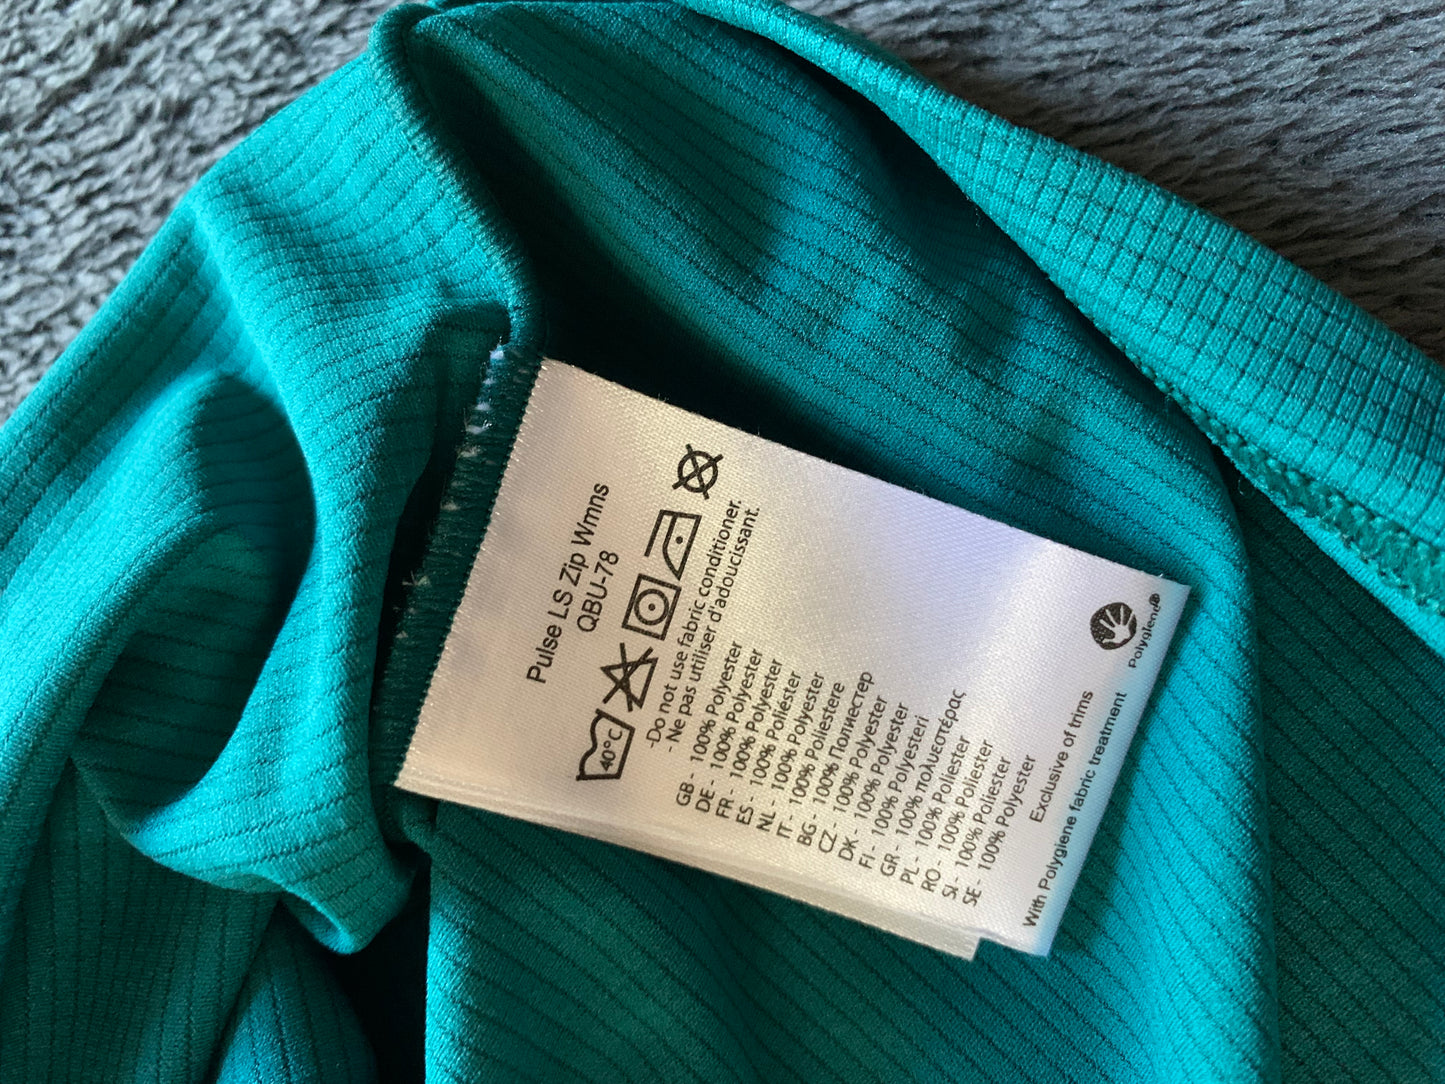 Pulse LS Zip Wmns
QBU-78
40°C
-Do not use fabric conditioner.
- Ne pas utiliser d'adoucissant.
GB - 100% Polyester
DE - 100% Polyester
FR - 100% Polyester
ES - 100% Poliéster
NL - 100% Polyester
IT - 100% Poliestere
BG - 100% Полиестер
CZ - 100% Polyester
DK - 100% Polyester
FI - 100% Polyesteri
GR - 100% πολυεστέρας
PL - 100% Poliester
RO - 100% Poliester
SI - 100% Poliester
SE - 100% Polyester
Exclusive of trims
With Polygiene fabric treatment
Polygiene®